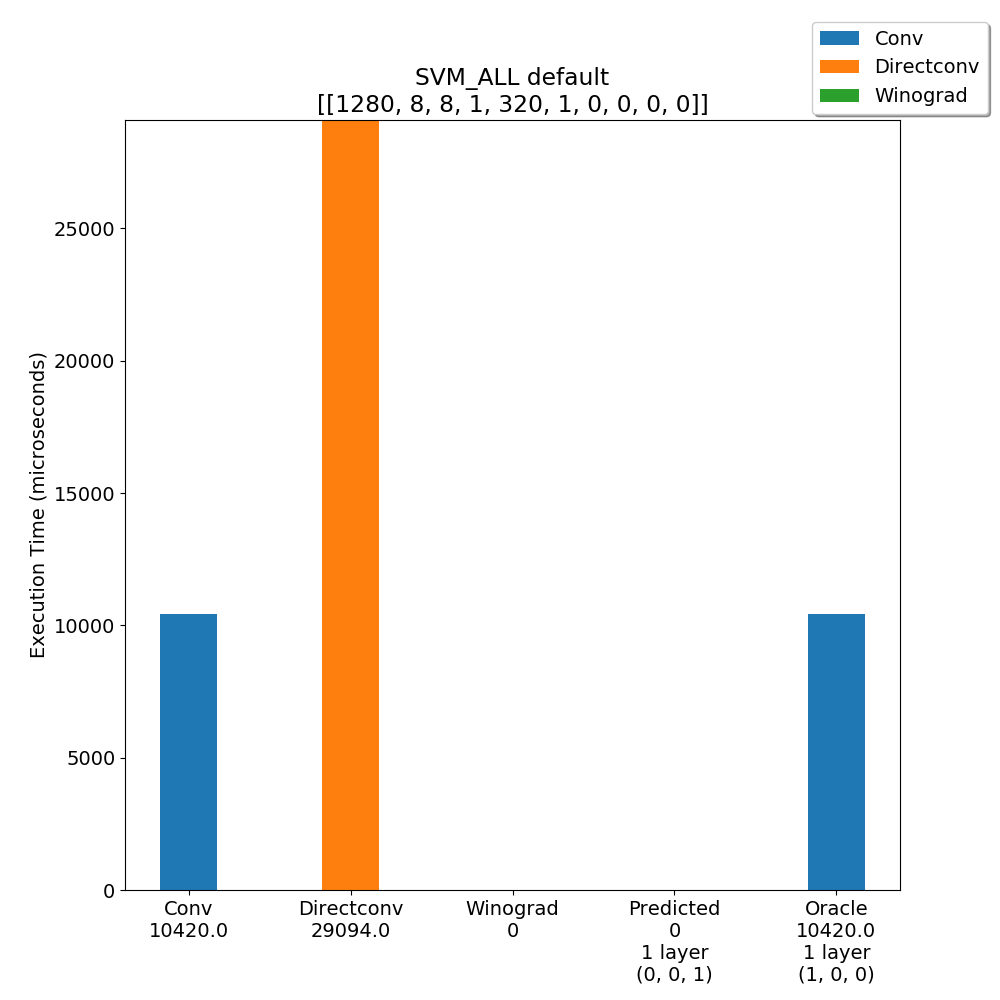 Conv
Directconv
Winograd
SVM_ALL default
[[1280, 8, 8, 1, 320, 1, 0, 0, 0, 0]]
Execution Time (microseconds)
25000
20000
15000
10000
5000
0
Conv
10420.0
Directconv
29094.0
Winograd
0
Predicted
0
1 layer
(0, 0, 1)
Oracle
10420.0
1 layer
(1, 0, 0)